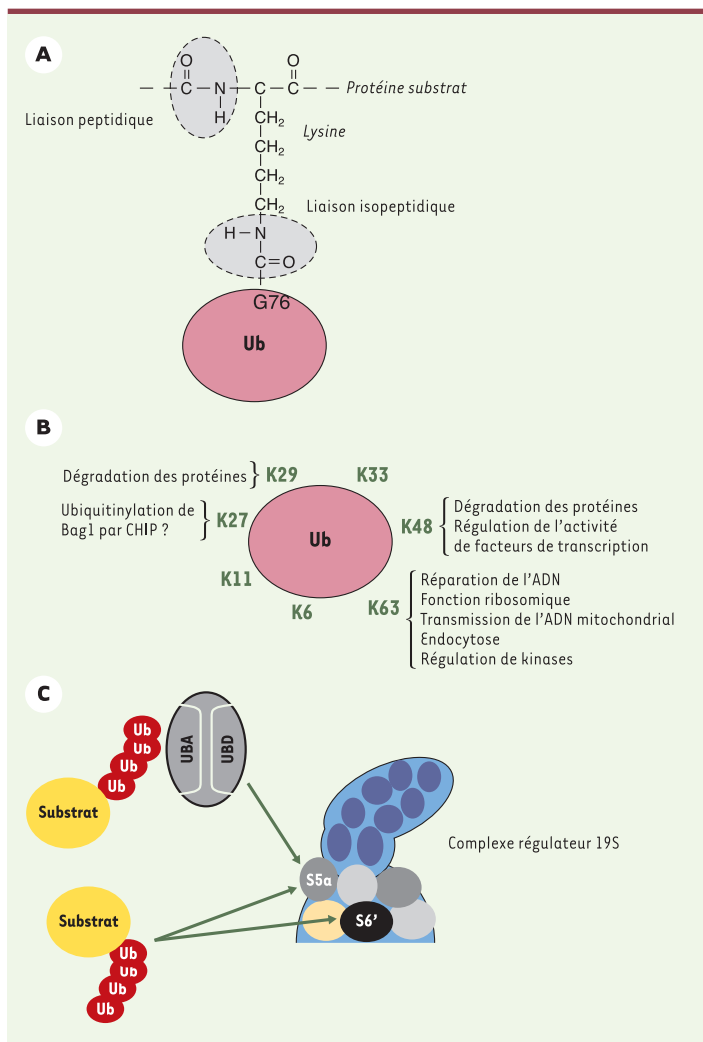 A
O
O
C
N
C
C
Protéine substrat
Liaison peptidique
H
CH2
Lysine
CH2
CH2
CH2
Liaison isopeptidique
H
N
C
O
G76
Ub
B
Dégradation des protéines
K29
K33
Ubiquitinylation de
Bag1 par CHIP ?
K27
Ub
K48
Dégradation des protéines
Régulation de l'activité
de facteurs de transcription
K11
K6
K63
Réparation de l'ADN
Fonction ribosomique
Transmission de l'ADN mitochondrial
Endocytose
Régulation de kinases
C
Ub
Ub
Ub
Ub
UBA
UBD
Substrat
Complexe régulateur 19S
S5a
Substrat
S6'
Ub
Ub
Ub
Ub